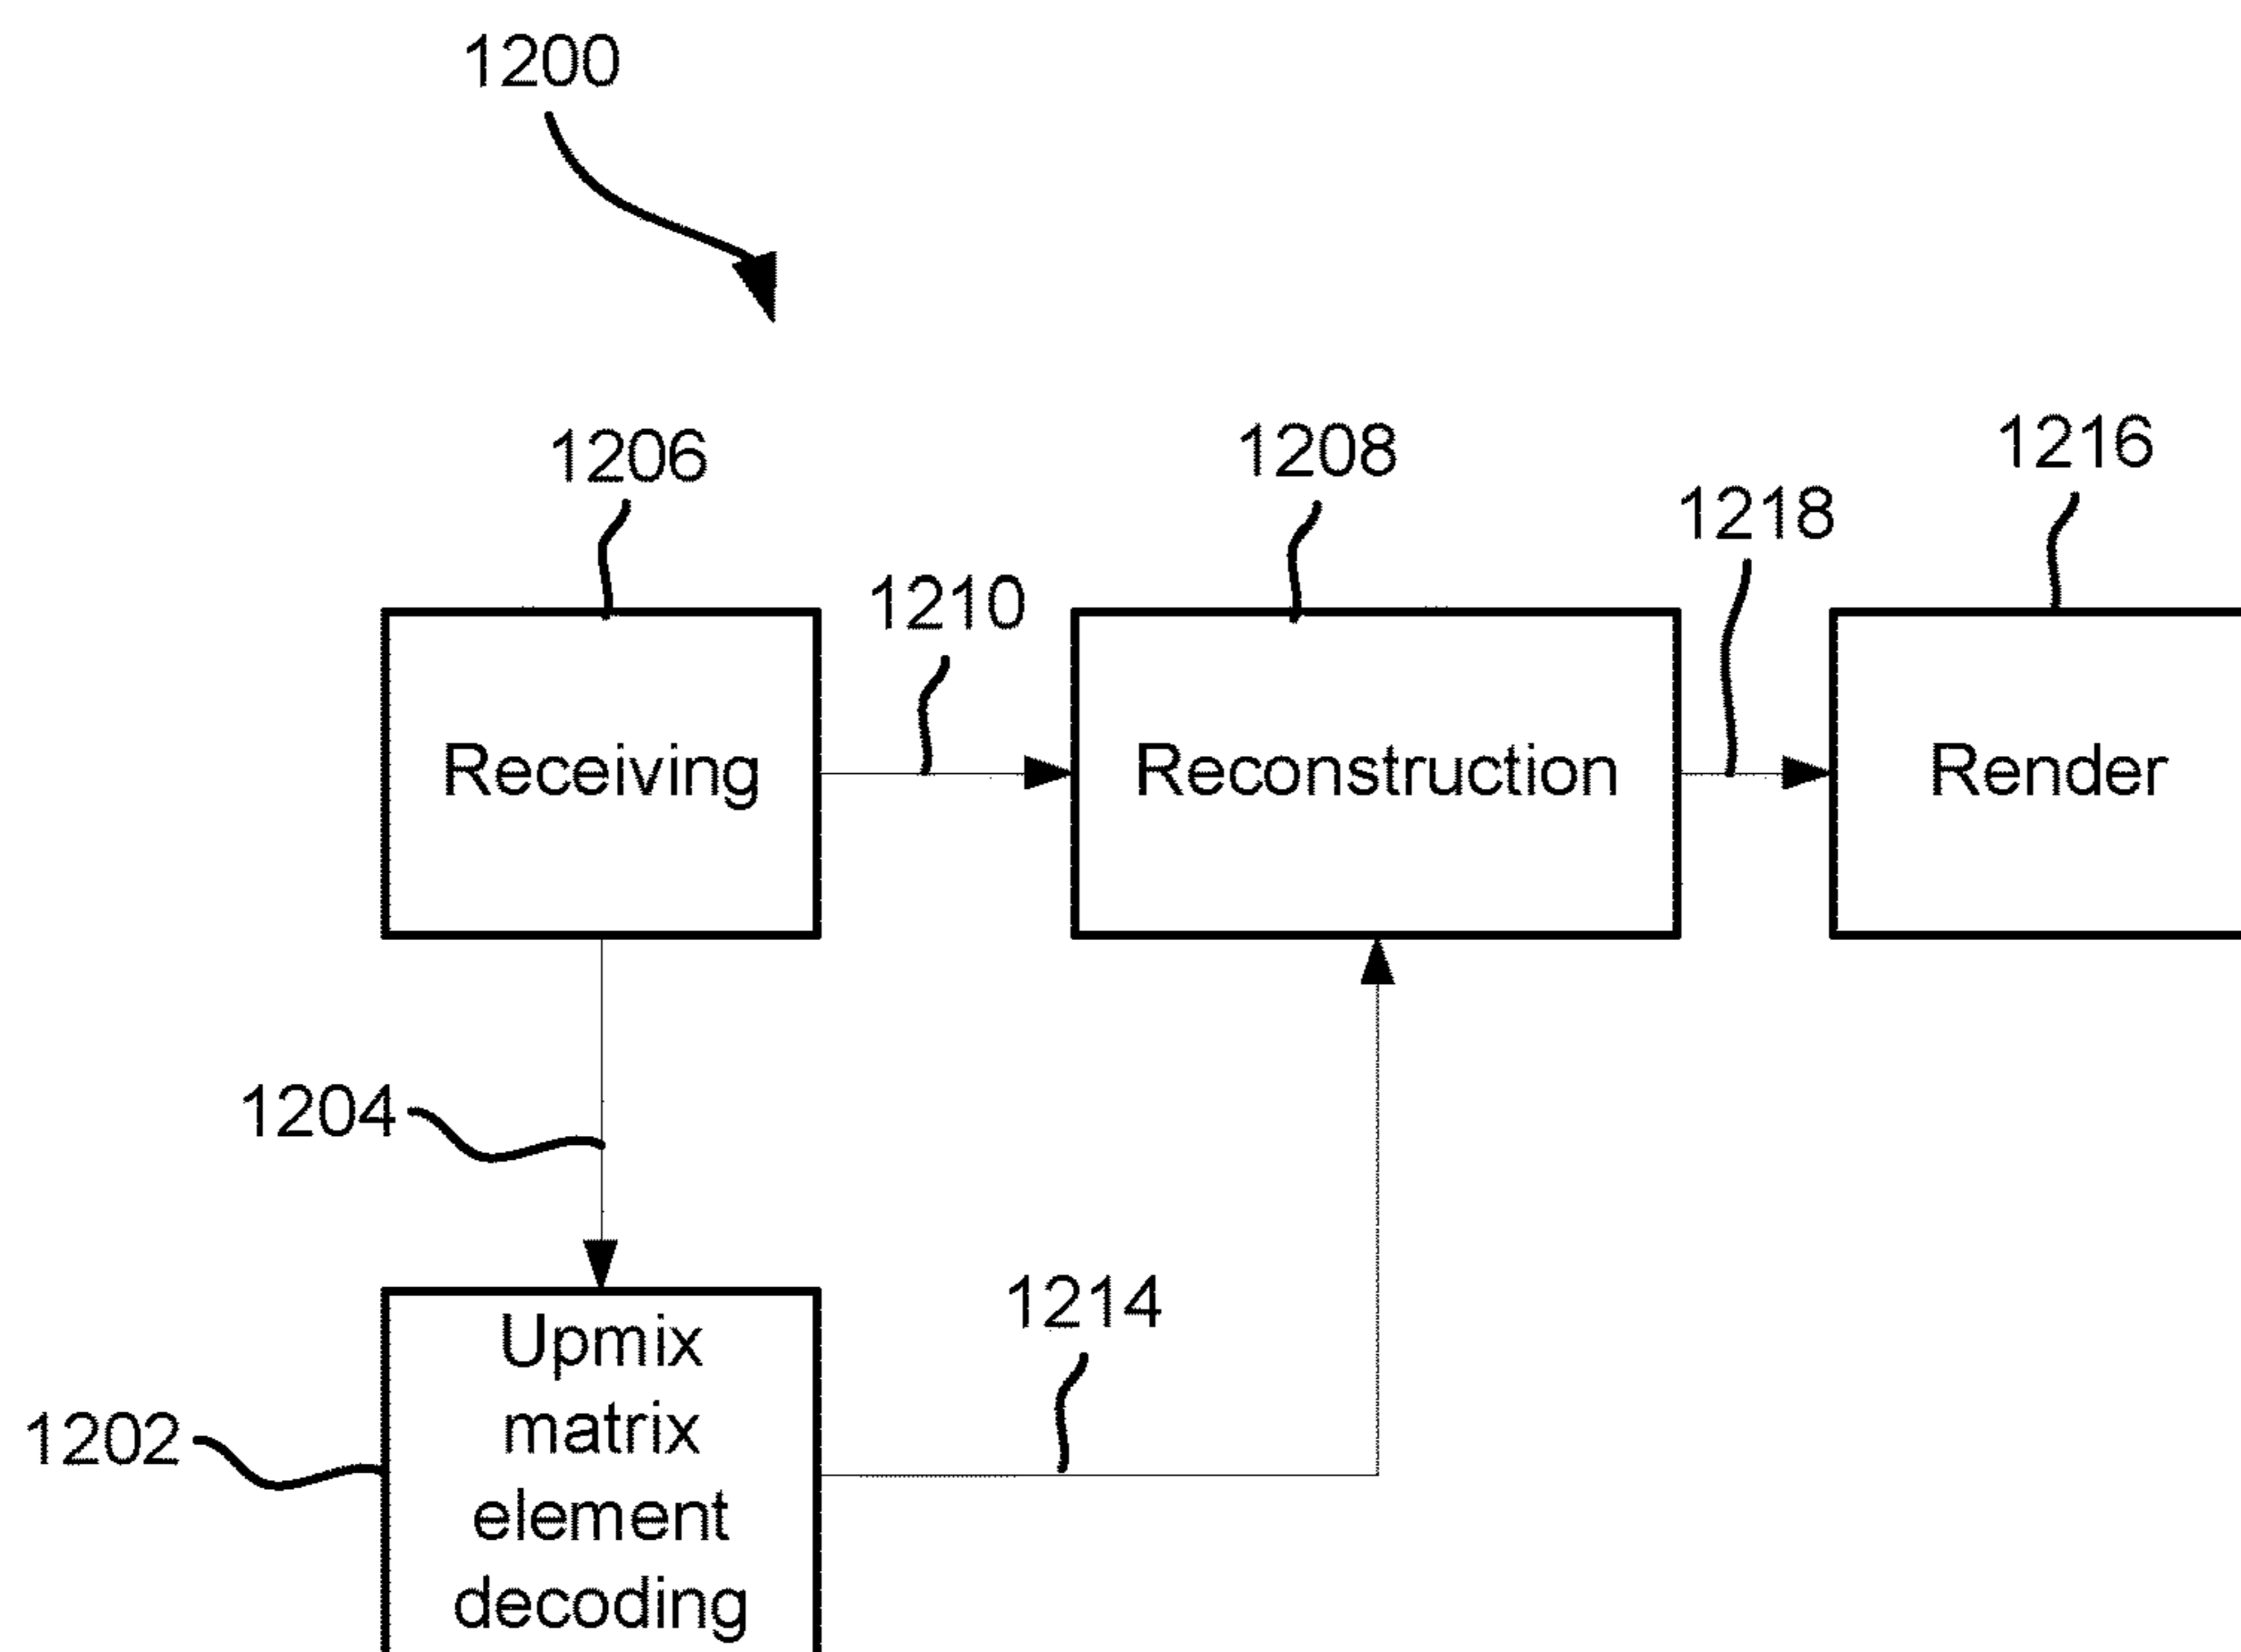 1200
1206
1208
1216
1218
1210
Receiving
Reconstruction
Render
1204
1214
1202
Upmix
matrix
element
decoding